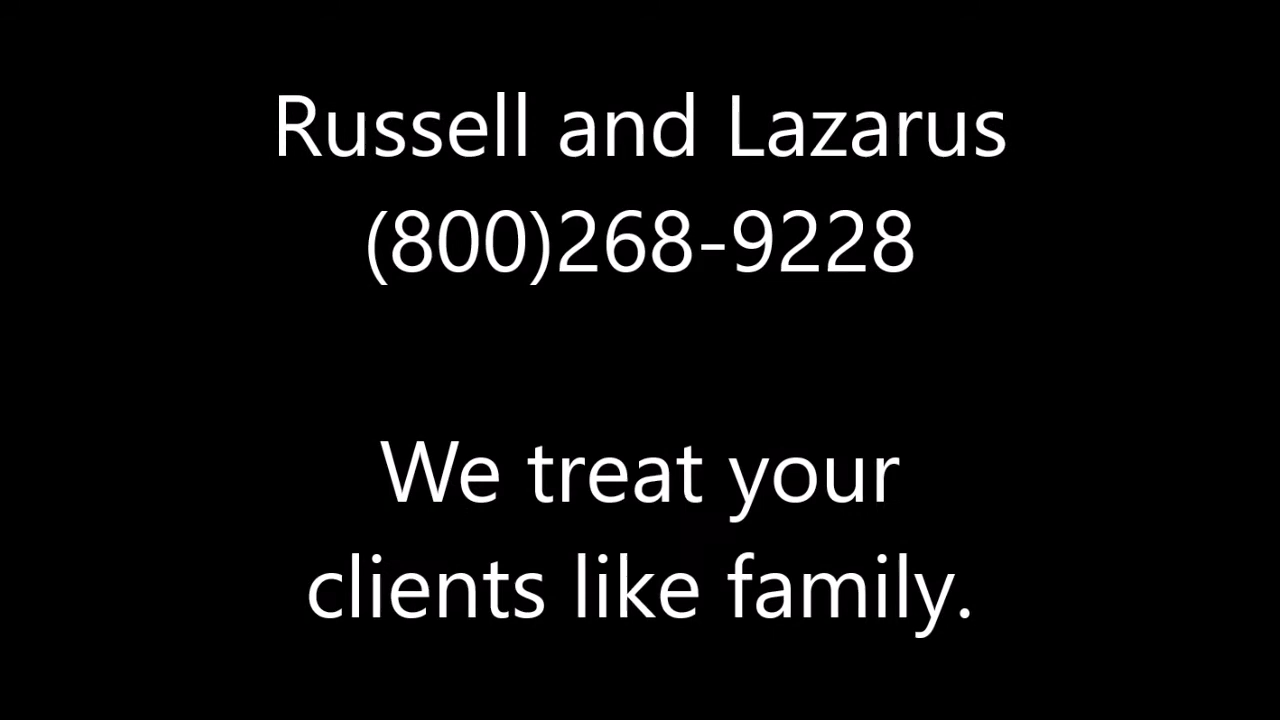 Russell and Lazarus
(800)268-9228
We treat your
clients like family.